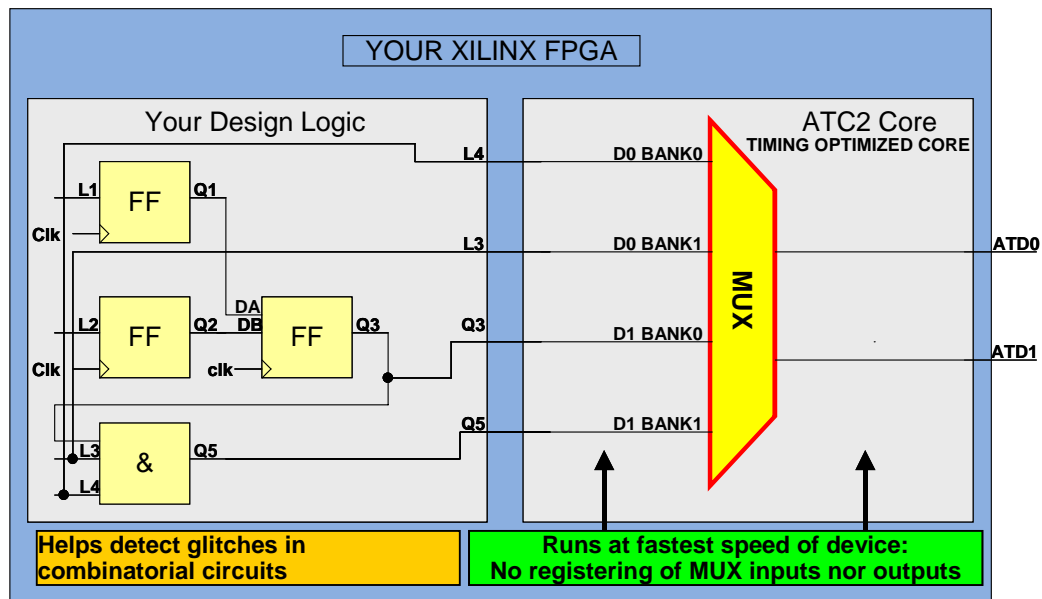 YOUR XILINX FPGA
Your Design Logic
L4
L1
Q1
FF
Clk
L3
DA
L2
Q2
DB
Q3
FF
FF
Clk
clk
Q3
L3
Q5
&
L4
Q5
ATC2 Core
TIMING OPTIMIZED CORE
D0 BANK0
D0 BANK1
D1 BANK0
D1 BANK1
MUX
ATD0
ATD1
Helps detect glitches in
combinatorial circuits
Runs at fastest speed of device:
No registering of MUX inputs nor outputs